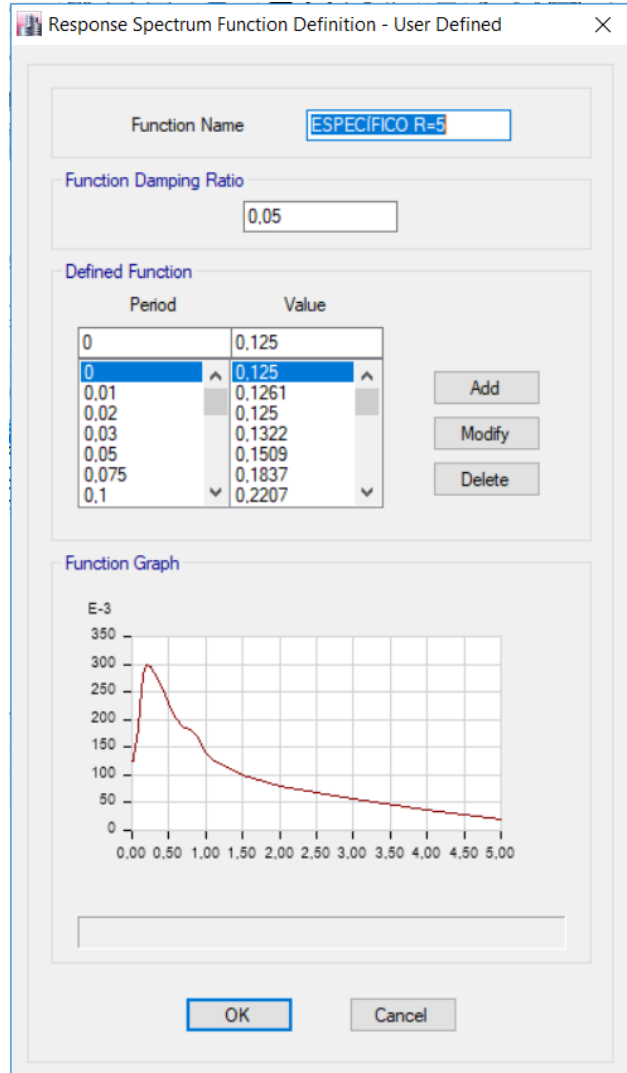 Response Spectrum Function Definition - User Defined
Function Name ESPECÍFICO R=5
Function Damping Ratio
0,05
Defined Function
Period Value
0 0,125
0 0,125
0,01 0,1261
0,02 0,125
0,03 0,1322
0,05 0,1509
0,075 0,1837
0,1 0,2207
Add
Modify
Delete
Function Graph
E-3
350
300
250
200
150
100
50
0
0,00 0,50 1,00 1,50 2,00 2,50 3,00 3,50 4,00 4,50 5,00
OK Cancel